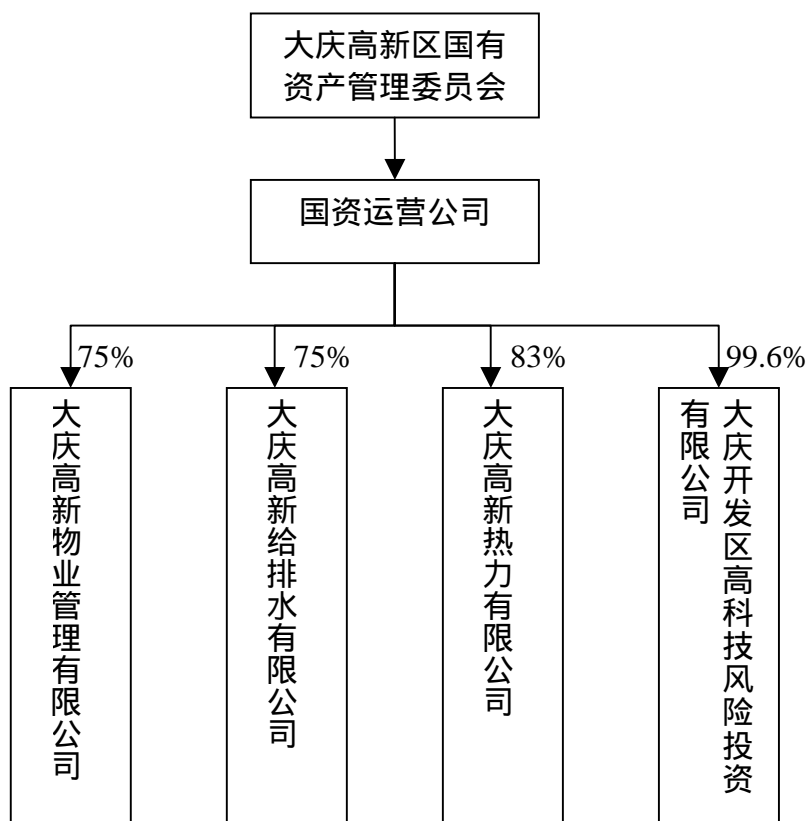 大庆高新区国有
资产管理委员会
国资运营公司
75%
75%
83%
99.6%
大庆高新物业管理有限公司
大庆高新给排水有限公司
大庆高新热力有限公司
大庆开发区高科技风险投资
有限公司